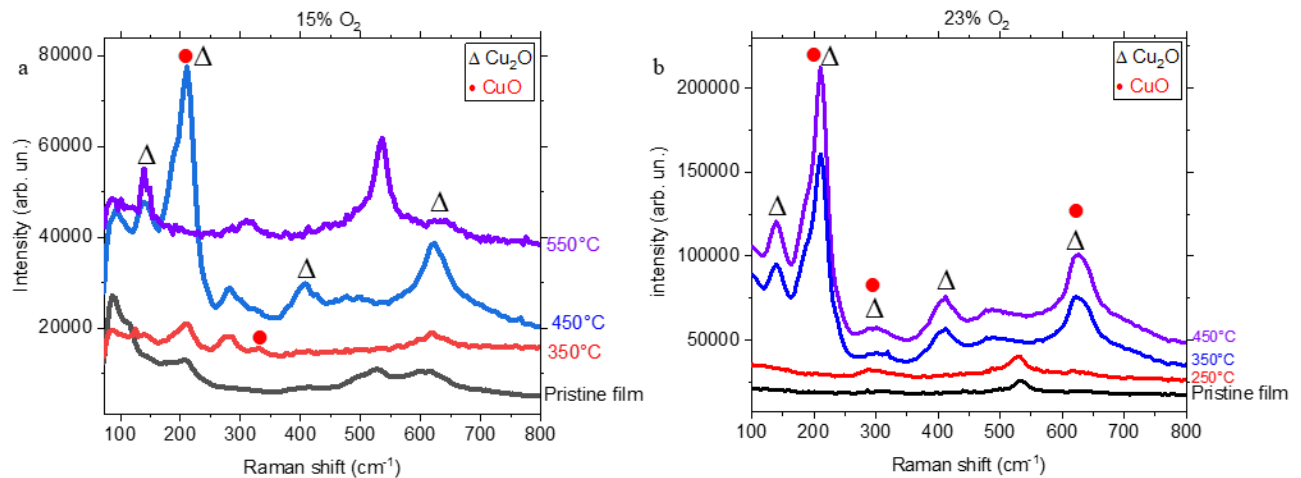 15% O₂
a
Δ Cu₂O
• CuO
Δ
Δ
Δ
Δ
80000
60000
40000
20000
Intensity (arb. un.)
550°C
450°C
350°C
Pristine film
100 200 300 400 500 600 700 800
Raman shift (cm⁻¹)
23% O₂
b
Δ Cu₂O
• CuO
Δ
Δ
Δ
Δ
Δ
200000
150000
100000
50000
intensity (arb. un.)
450°C
350°C
250°C
Pristine film
100 200 300 400 500 600 700 800
Raman shift (cm⁻¹)